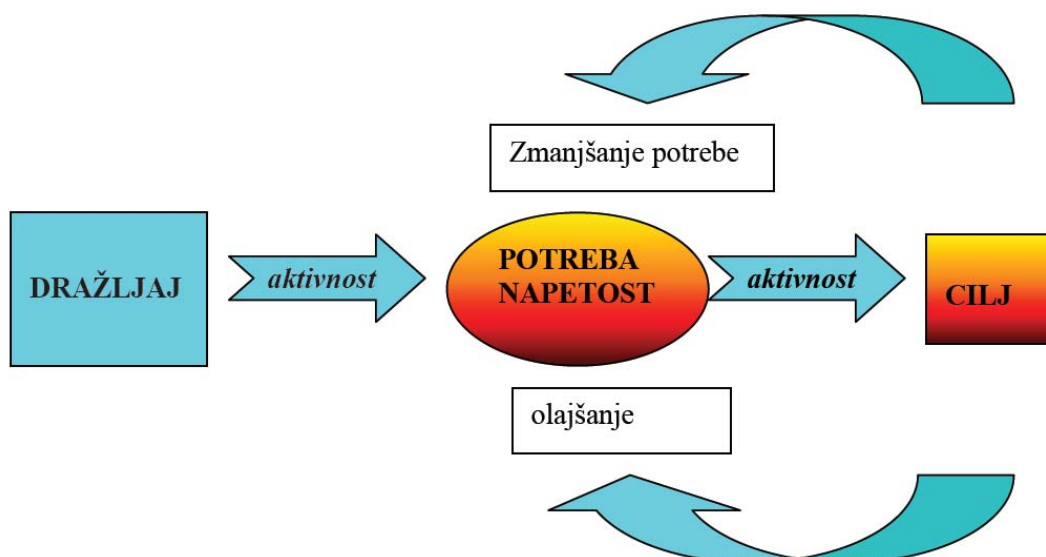 Zmanjšanje potrebe
DRAŽLJAJ
aktivnost
POTREBA
NAPETOST
aktivnost
CILJ
olajšanje